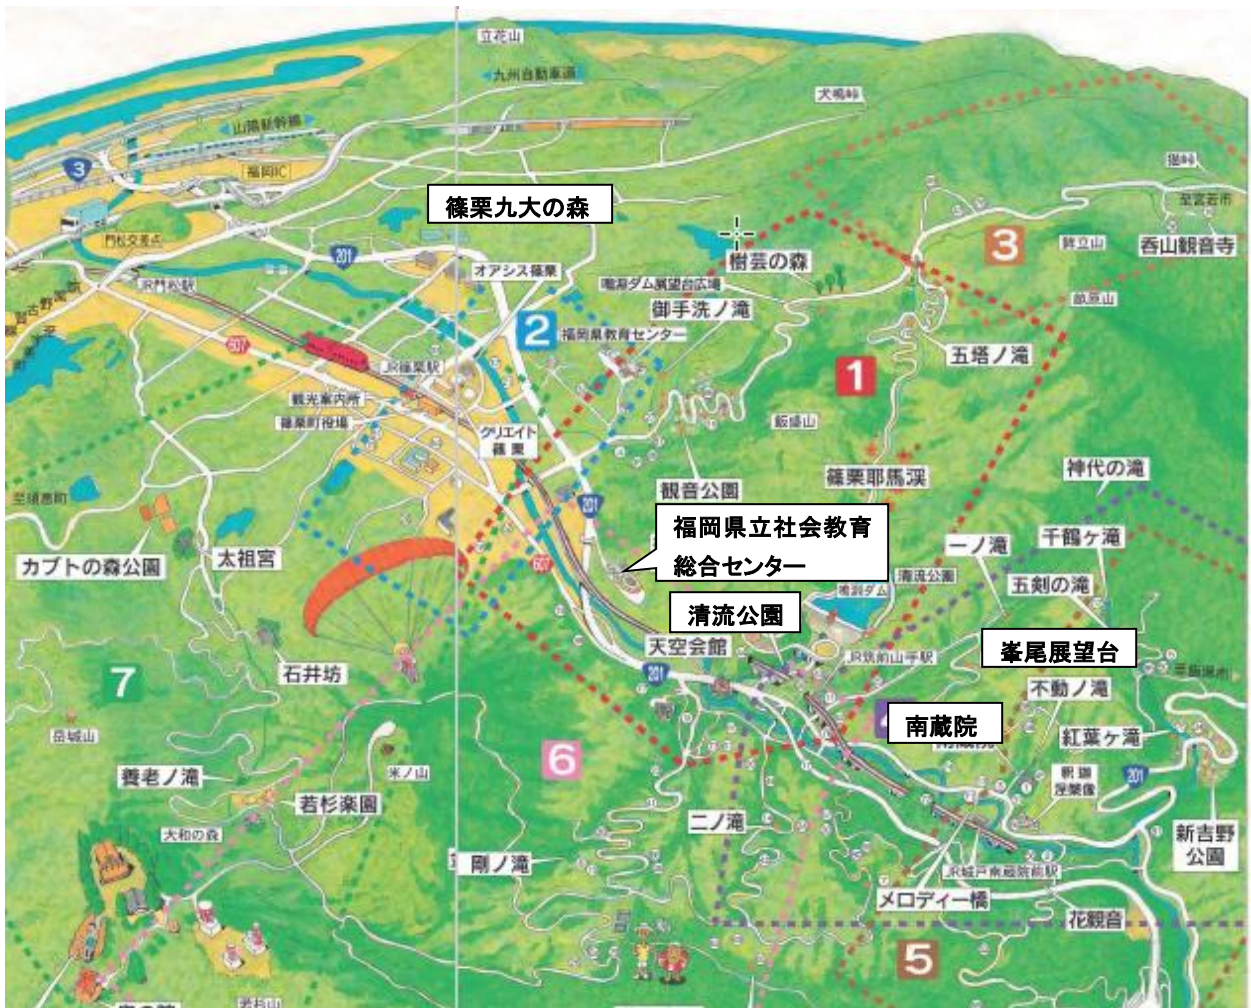 立花山
九州自動車道
犬鳴峠
山陽新幹線
3
福岡IC
猫峠
至宮若市
篠栗九大の森
門松交差点
201
3
鉾立山
呑山観音寺
樹芸の森
オアシス篠栗
JR門松駅
鳴淵ダム展望台広場
御手洗ノ滝
2
福岡県教育センター
607
五塔ノ滝
JR篠栗駅
1
観光案内所
篠栗町役場
飯盛山
クリエイト
篠栗
篠栗耶馬渓
神代の滝
至須恵町
観音公園
201
福岡県立社会教育
総合センター
千鶴ヶ滝
一ノ滝
カブトの森公園
太祖宮
607
清流公園
鳴淵ダム
五剣の滝
清流公園
天空会館
JR筑前山手駅
峯尾展望台
201
石井坊
7
不動ノ滝
南蔵院
紅葉ヶ滝
岳城山
6
釈迦
涅槃像
201
養老ノ滝
米ノ山
若杉楽園
二ノ滝
新吉野
公園
大和の森
剛ノ滝
JR城戸南蔵院前駅
メロディー橋
花観音
5
若杉山